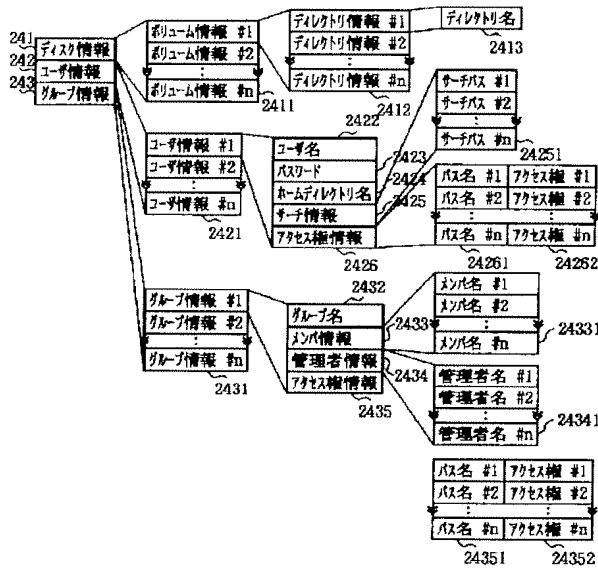 241
ディスク情報
242
ユーザ情報
243
グループ情報
ボリューム情報 #1
ボリューム情報 #2
:
ボリューム情報 #n
2411
ディレクトリ情報 #1
ディレクトリ情報 #2
:
ディレクトリ情報 #n
2412
ディレクトリ名
2413
ユーザ情報 #1
ユーザ情報 #2
:
ユーザ情報 #n
2421
2422
ユーザ名
パスワード
ホームディレクトリ名
サーチ情報
アクセス権情報
2423
2424
2425
2426
サーチパス #1
サーチパス #2
:
サーチパス #n
24251
パス名 #1 アクセス権 #1
パス名 #2 アクセス権 #2
: :
パス名 #n アクセス権 #n
24261 24262
グループ情報 #1
グループ情報 #2
:
グループ情報 #n
2431
2432
グループ名
メンバ情報
管理者情報
アクセス権情報
2433
2434
2435
メンバ名 #1
メンバ名 #2
:
メンバ名 #n
24331
管理者名 #1
管理者名 #2
:
管理者名 #n
24341
パス名 #1 アクセス権 #1
パス名 #2 アクセス権 #2
: :
パス名 #n アクセス権 #n
24351 24352